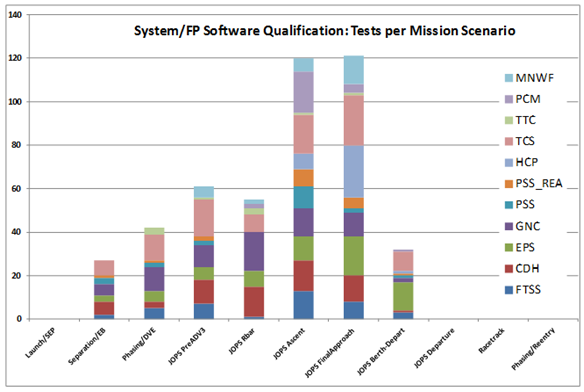 System/FP Software Qualification: Tests per Mission Scenario
140
120
100
80
60
40
20
0
MNWF
PCM
TTC
TCS
HCP
PSS_REA
PSS
GNC
EPS
CDH
FTSS
Launch/SEP
Separation/EB
Phasing/DVE
JOPS PreADV3
JOPS Rbar
JOPS Ascent
JOPS FinalApproach
JOPS Berth-Depart
JOPS Departure
Racetrack
Phasing/Reentry